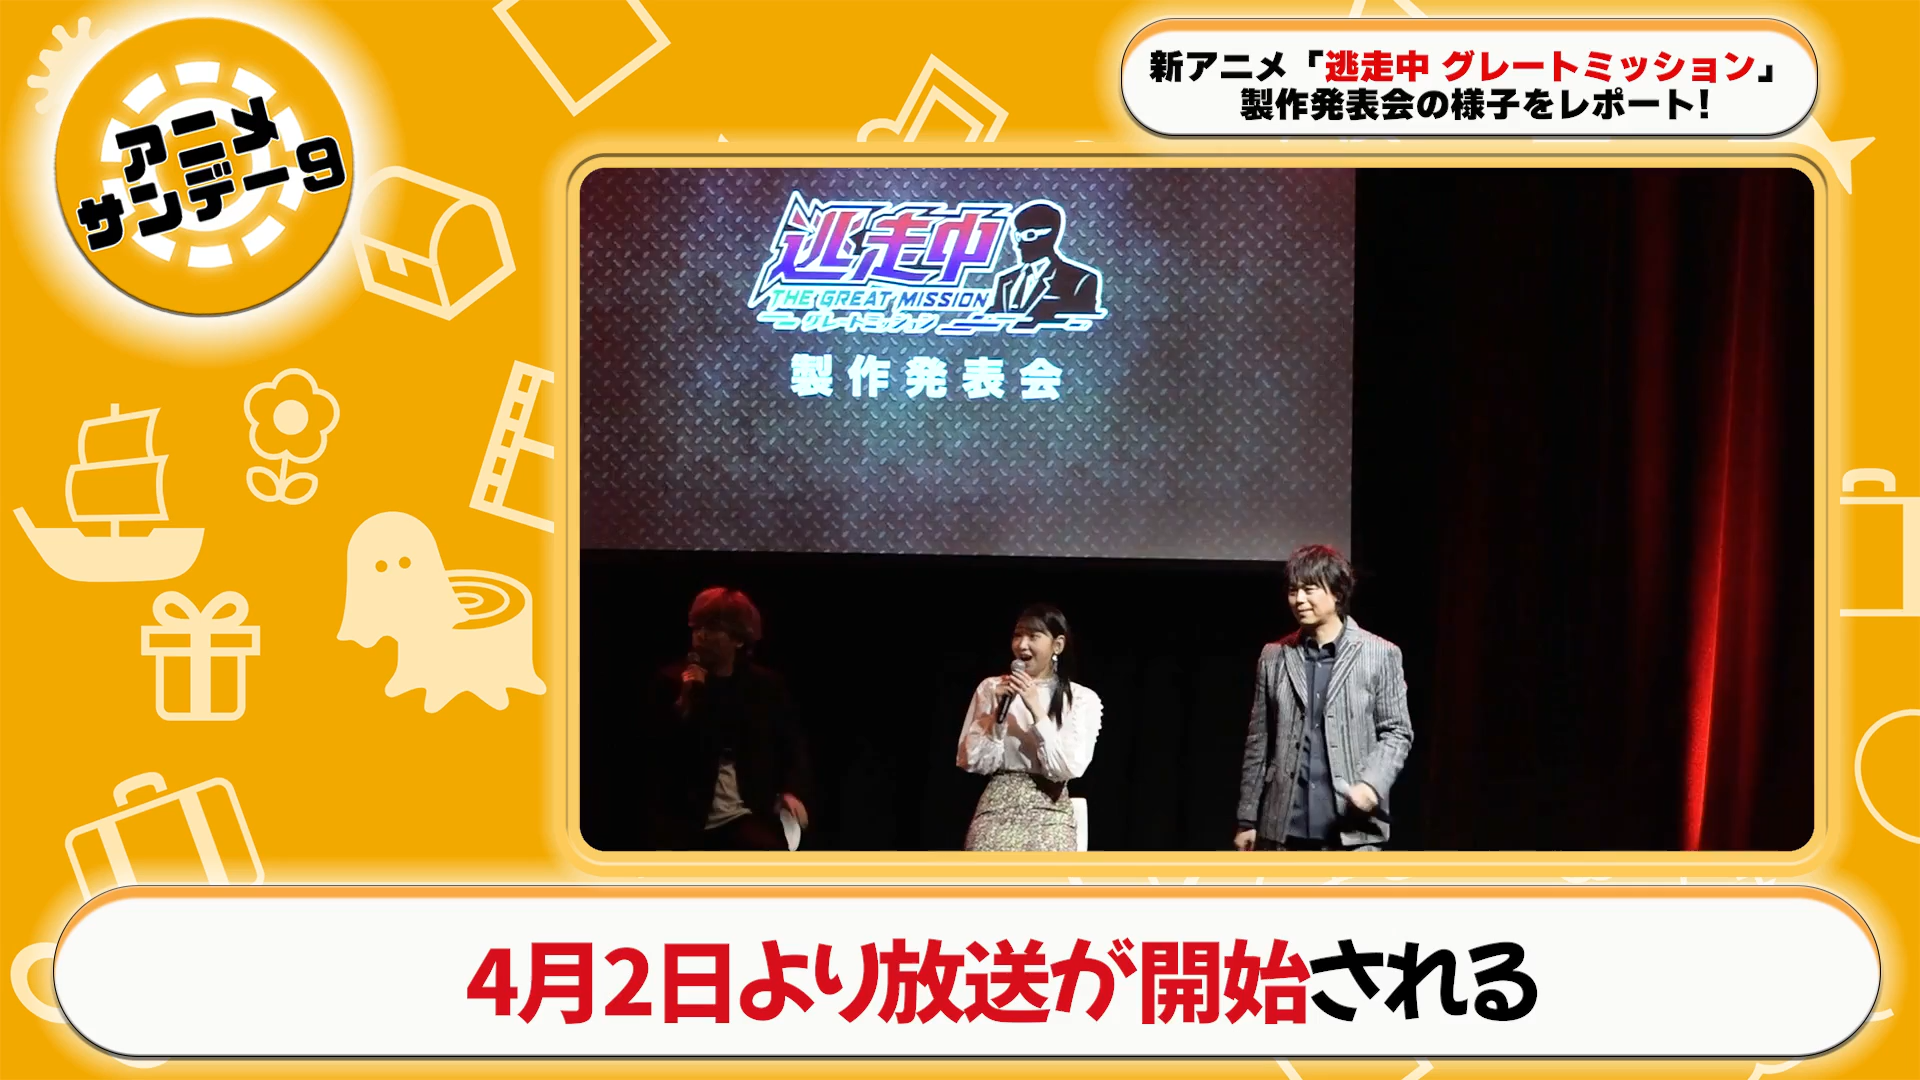 アニメ
サンデー9
新アニメ「逃走中 グレートミッション」
製作発表会の様子をレポート!
逃走中
THE GREAT MISSION
グレートミッション
製作発表会
4月2日より放送が開始される